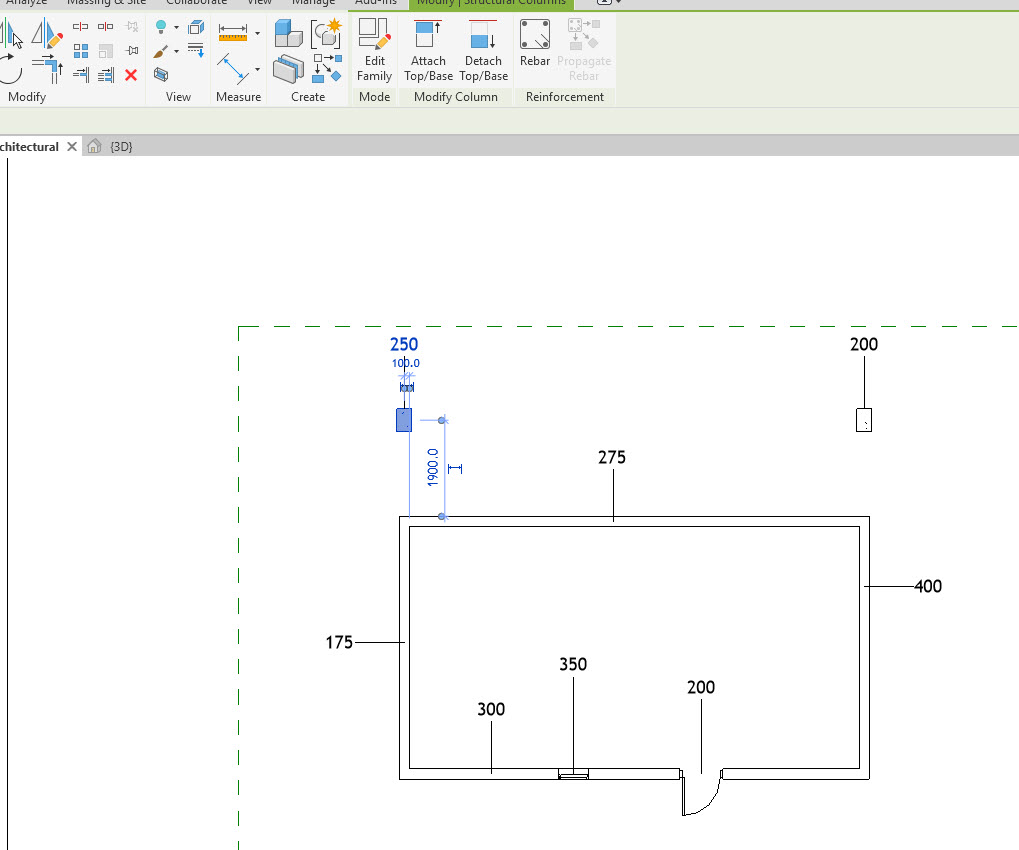 Analyze Massing & Site Collaborate View Manage Add-Ins Modify | Structural Columns
Edit Family
Attach Top/Base
Detach Top/Base
Rebar
Propagate Rebar
Modify View Measure Create Mode Modify Column Reinforcement
chitectural {3D}
250
200
100.0
275
1900.0
400
175
350
200
300